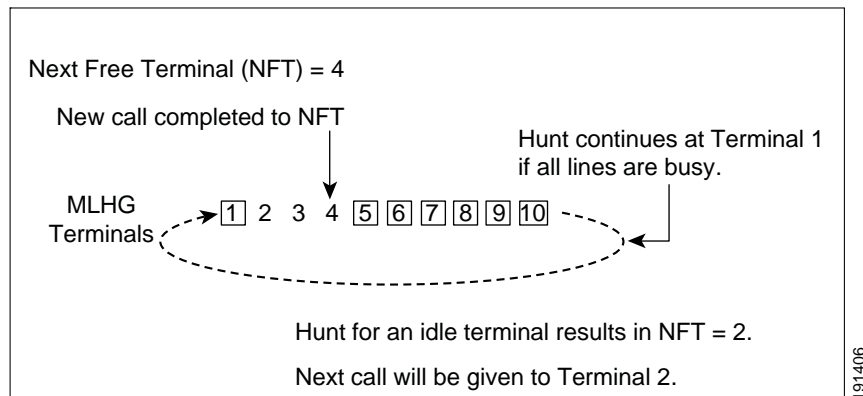 Next Free Terminal (NFT) = 4
New call completed to NFT
Hunt continues at Terminal 1
if all lines are busy.
MLHG
Terminals
1 2 3 4 5 6 7 8 9 10
Hunt for an idle terminal results in NFT = 2.
Next call will be given to Terminal 2.
191406